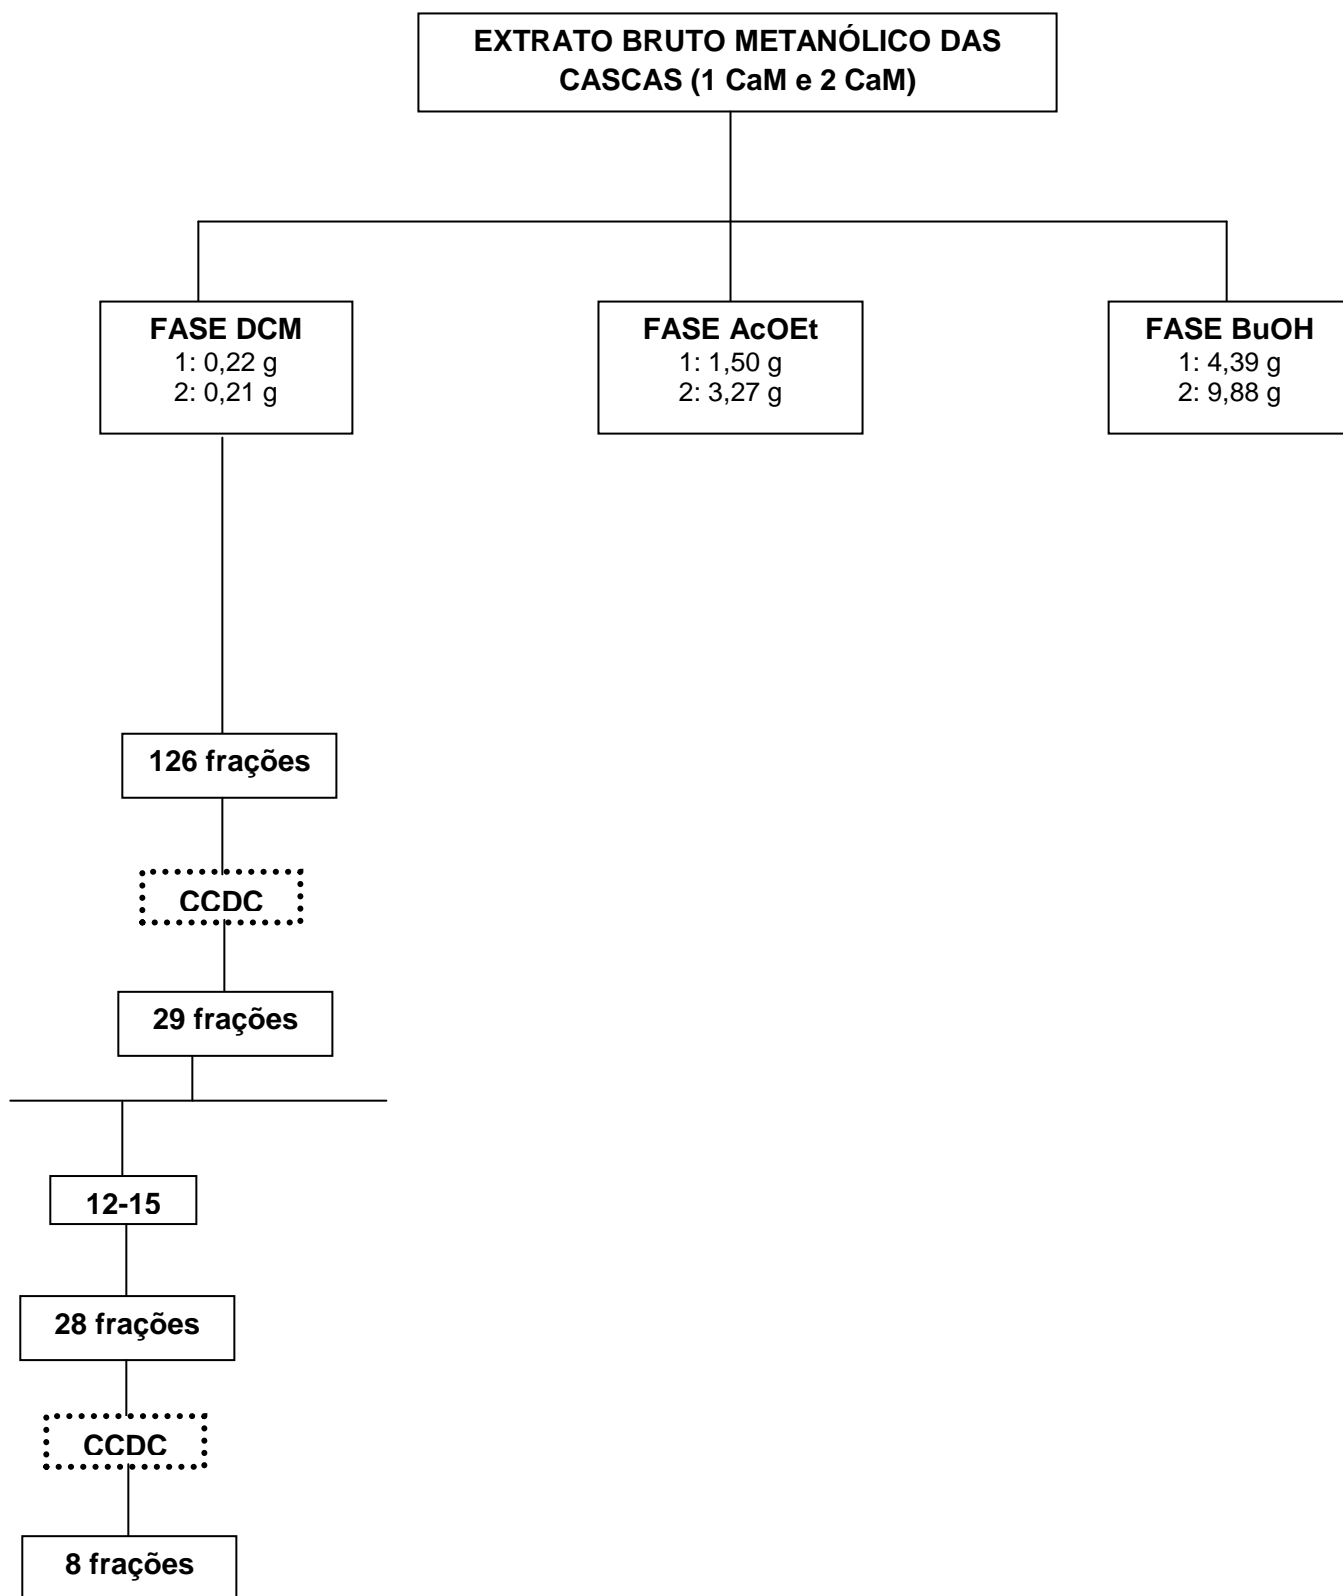 EXTRATO BRUTO METANÓLICO DAS
CASCAS (1 CaM e 2 CaM)
FASE DCM
1: 0,22 g
2: 0,21 g
FASE AcOEt
1: 1,50 g
2: 3,27 g
FASE BuOH
1: 4,39 g
2: 9,88 g
126 frações
CCDC
29 frações
12-15
28 frações
CCDC
8 frações